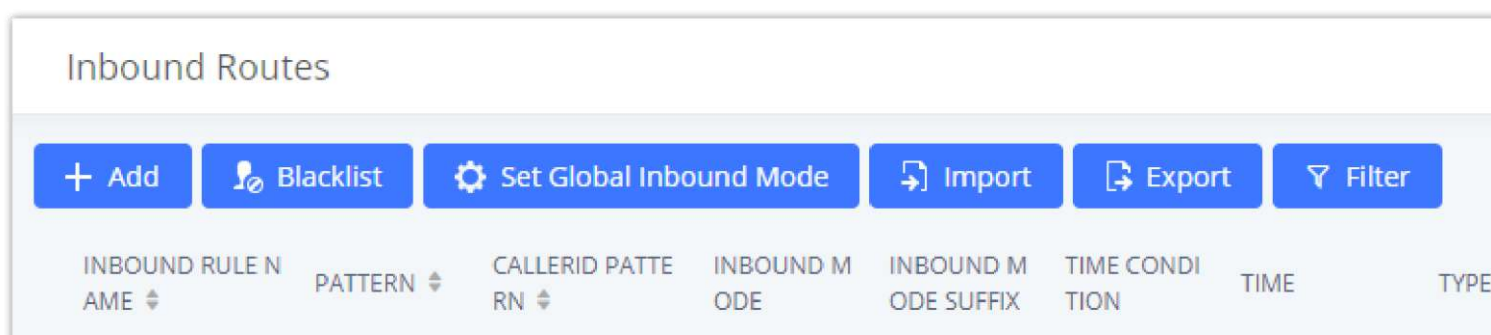 Inbound Routes
Add Blacklist Set Global Inbound Mode Import Export Filter
INBOUND RULE N CALLERID PATTE INBOUND M INBOUND M TIME CONDI
PATTERN TIME TYPE
AME RN ODE ODE SUFFIX TION